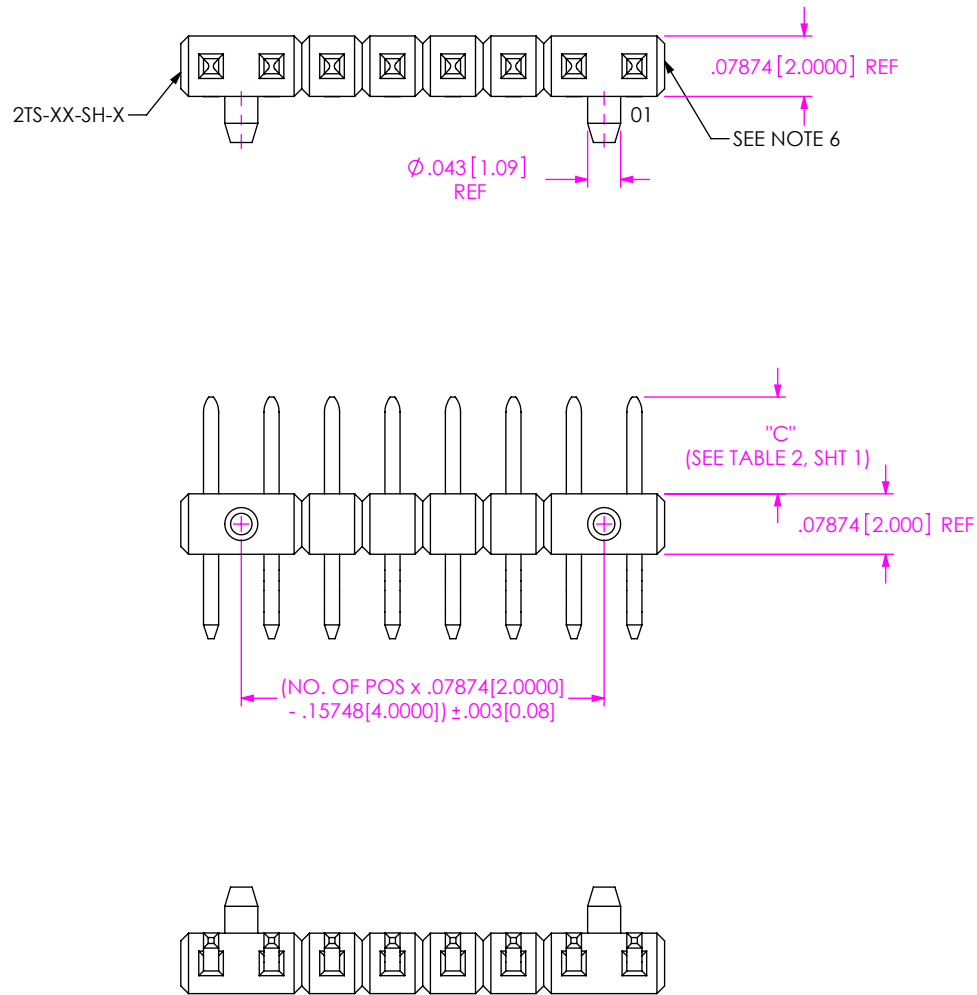 .07874[2.0000] REF
2TS-XX-SH-X
01
SEE NOTE 6
Ø.043[1.09]
REF
"C"
(SEE TABLE 2, SHT 1)
.07874[2.000] REF
(NO. OF POS x .07874[2.0000]
- .15748[4.0000]) ±.003[0.08]